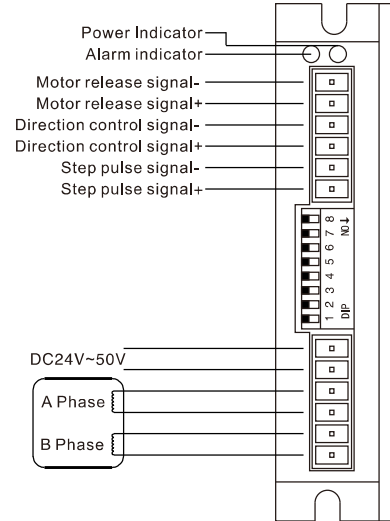 Power Indicator
Alarm indicator
Motor release signal-
Motor release signal+
Direction control signal-
Direction control signal+
Step pulse signal-
Step pulse signal+
1 2 3 4 5 6 7 8
DIP NO↓
DC24V~50V
A Phase
B Phase